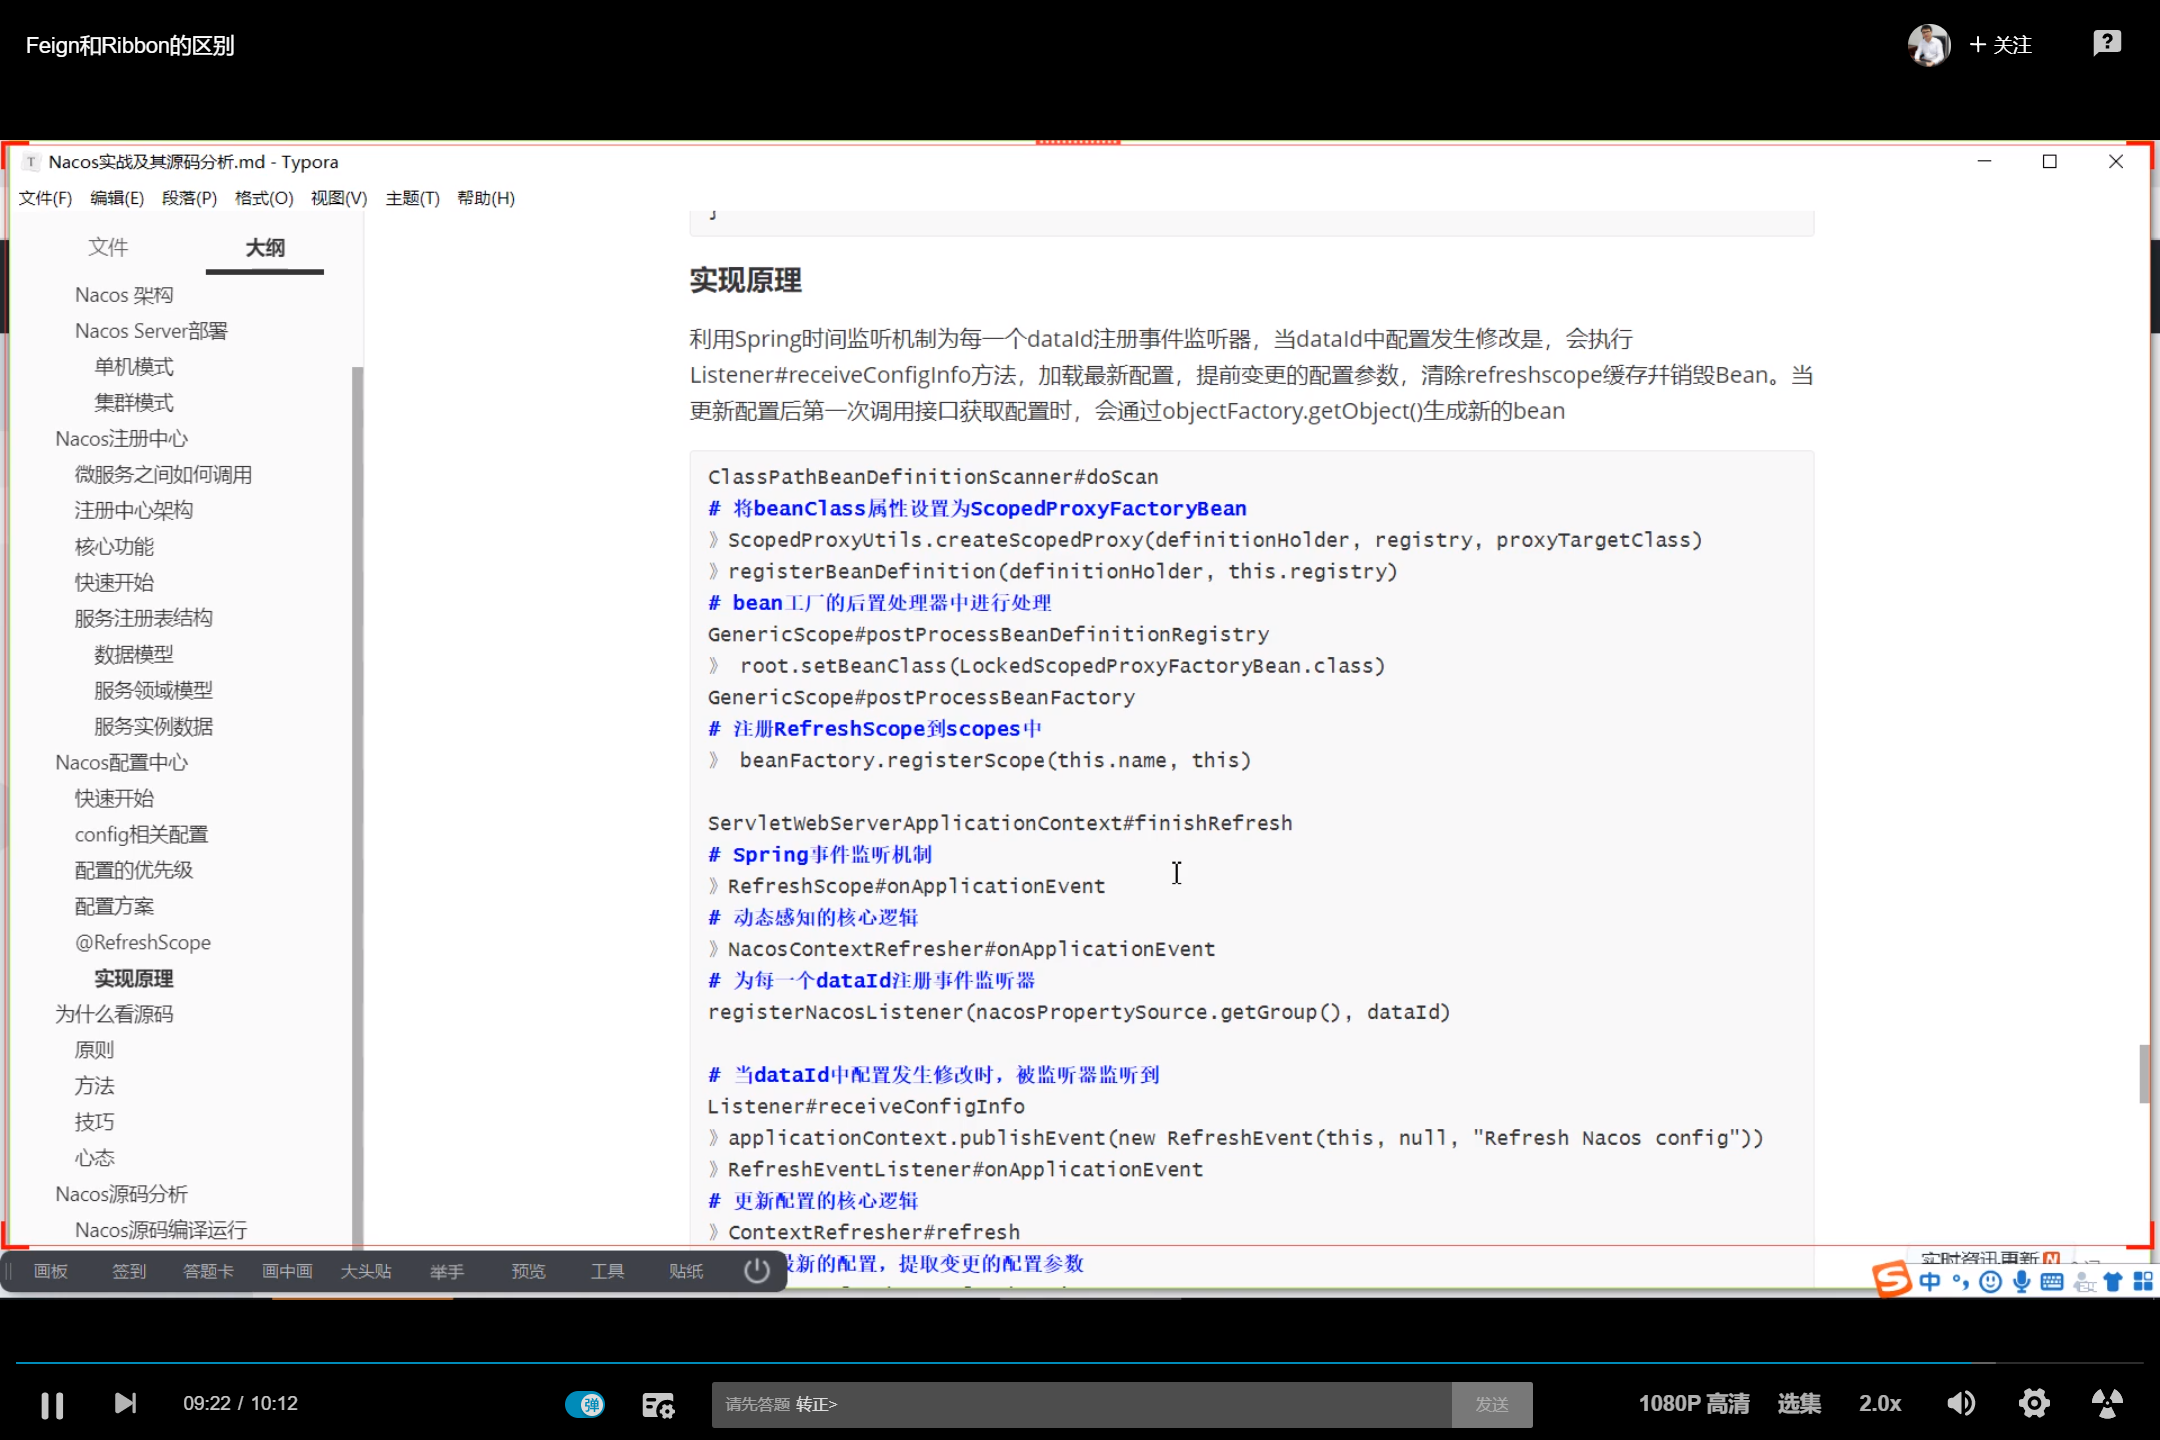 Feign和Ribbon的区别
+ 关注
Nacos实战及其源码分析.md - Typora
文件(F) 编辑(E) 段落(P) 格式(O) 视图(V) 主题(T) 帮助(H)
文件 大纲
Nacos 架构
Nacos Server部署
单机模式
集群模式
Nacos注册中心
微服务之间如何调用
注册中心架构
核心功能
快速开始
服务注册表结构
数据模型
服务领域模型
服务实例数据
Nacos配置中心
快速开始
config相关配置
配置的优先级
配置方案
@RefreshScope
实现原理
为什么看源码
原则
方法
技巧
心态
Nacos源码分析
Nacos源码编译运行
}
实现原理
利用Spring时间监听机制为每一个dataId注册事件监听器，当dataId中配置发生修改是，会执行
Listener#receiveConfigInfo方法，加载最新配置，提前变更的配置参数，清除refreshscope缓存并销毁Bean。当
更新配置后第一次调用接口获取配置时，会通过objectFactory.getObject()生成新的bean
ClassPathBeanDefinitionScanner#doScan
# 将beanClass属性设置为ScopedProxyFactoryBean
》ScopedProxyUtils.createScopedProxy(definitionHolder, registry, proxyTargetClass)
》registerBeanDefinition(definitionHolder, this.registry)
# bean工厂的后置处理器中进行处理
GenericScope#postProcessBeanDefinitionRegistry
》 root.setBeanClass(LockedScopedProxyFactoryBean.class)
GenericScope#postProcessBeanFactory
# 注册RefreshScope到scopes中
》 beanFactory.registerScope(this.name, this)
ServletWebServerApplicationContext#finishRefresh
# Spring事件监听机制
》RefreshScope#onApplicationEvent
# 动态感知的核心逻辑
》NacosContextRefresher#onApplicationEvent
# 为每一个dataId注册事件监听器
registerNacosListener(nacosPropertySource.getGroup(), dataId)
# 当dataId中配置发生修改时，被监听器监听到
Listener#receiveConfigInfo
》applicationContext.publishEvent(new RefreshEvent(this, null, "Refresh Nacos config"))
》RefreshEventListener#onApplicationEvent
# 更新配置的核心逻辑
》ContextRefresher#refresh
最新的配置，提取变更的配置参数
画板 签到 答题卡 画中画 大头贴 举手 预览 工具 贴纸
实时资讯更新 N
S 中
09:22 / 10:12
弹
请先答题 转正>
发送
1080P 高清 选集 2.0x